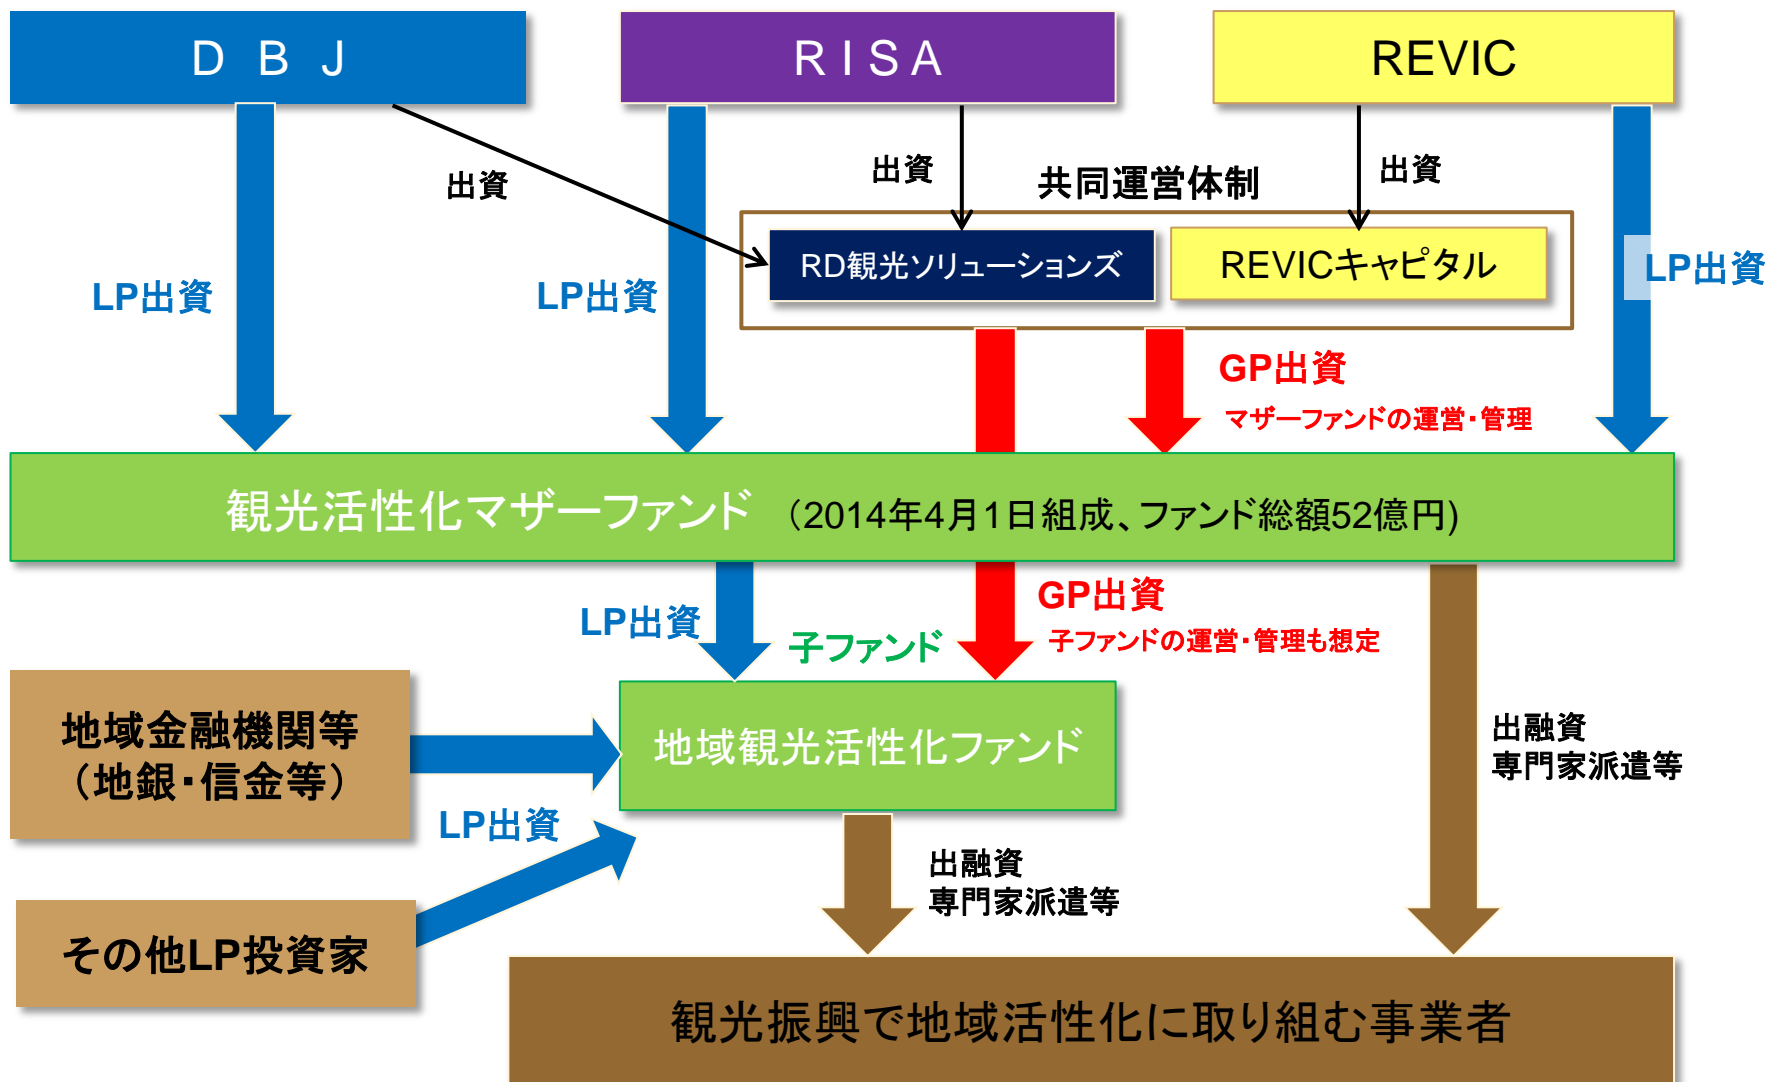 D B J
RISA
REVIC
出資
出資
出資
共同運営体制
RD観光ソリューションズ
REVICキャピタル
LP出資
LP出資
LP出資
GP出資
マザーファンドの運営・管理
観光活性化マザーファンド （2014年4月1日組成、ファンド総額52億円)
LP出資
子ファンド
GP出資
子ファンドの運営・管理も想定
地域金融機関等
（地銀・信金等）
地域観光活性化ファンド
出融資
専門家派遣等
LP出資
出融資
専門家派遣等
その他LP投資家
観光振興で地域活性化に取り組む事業者